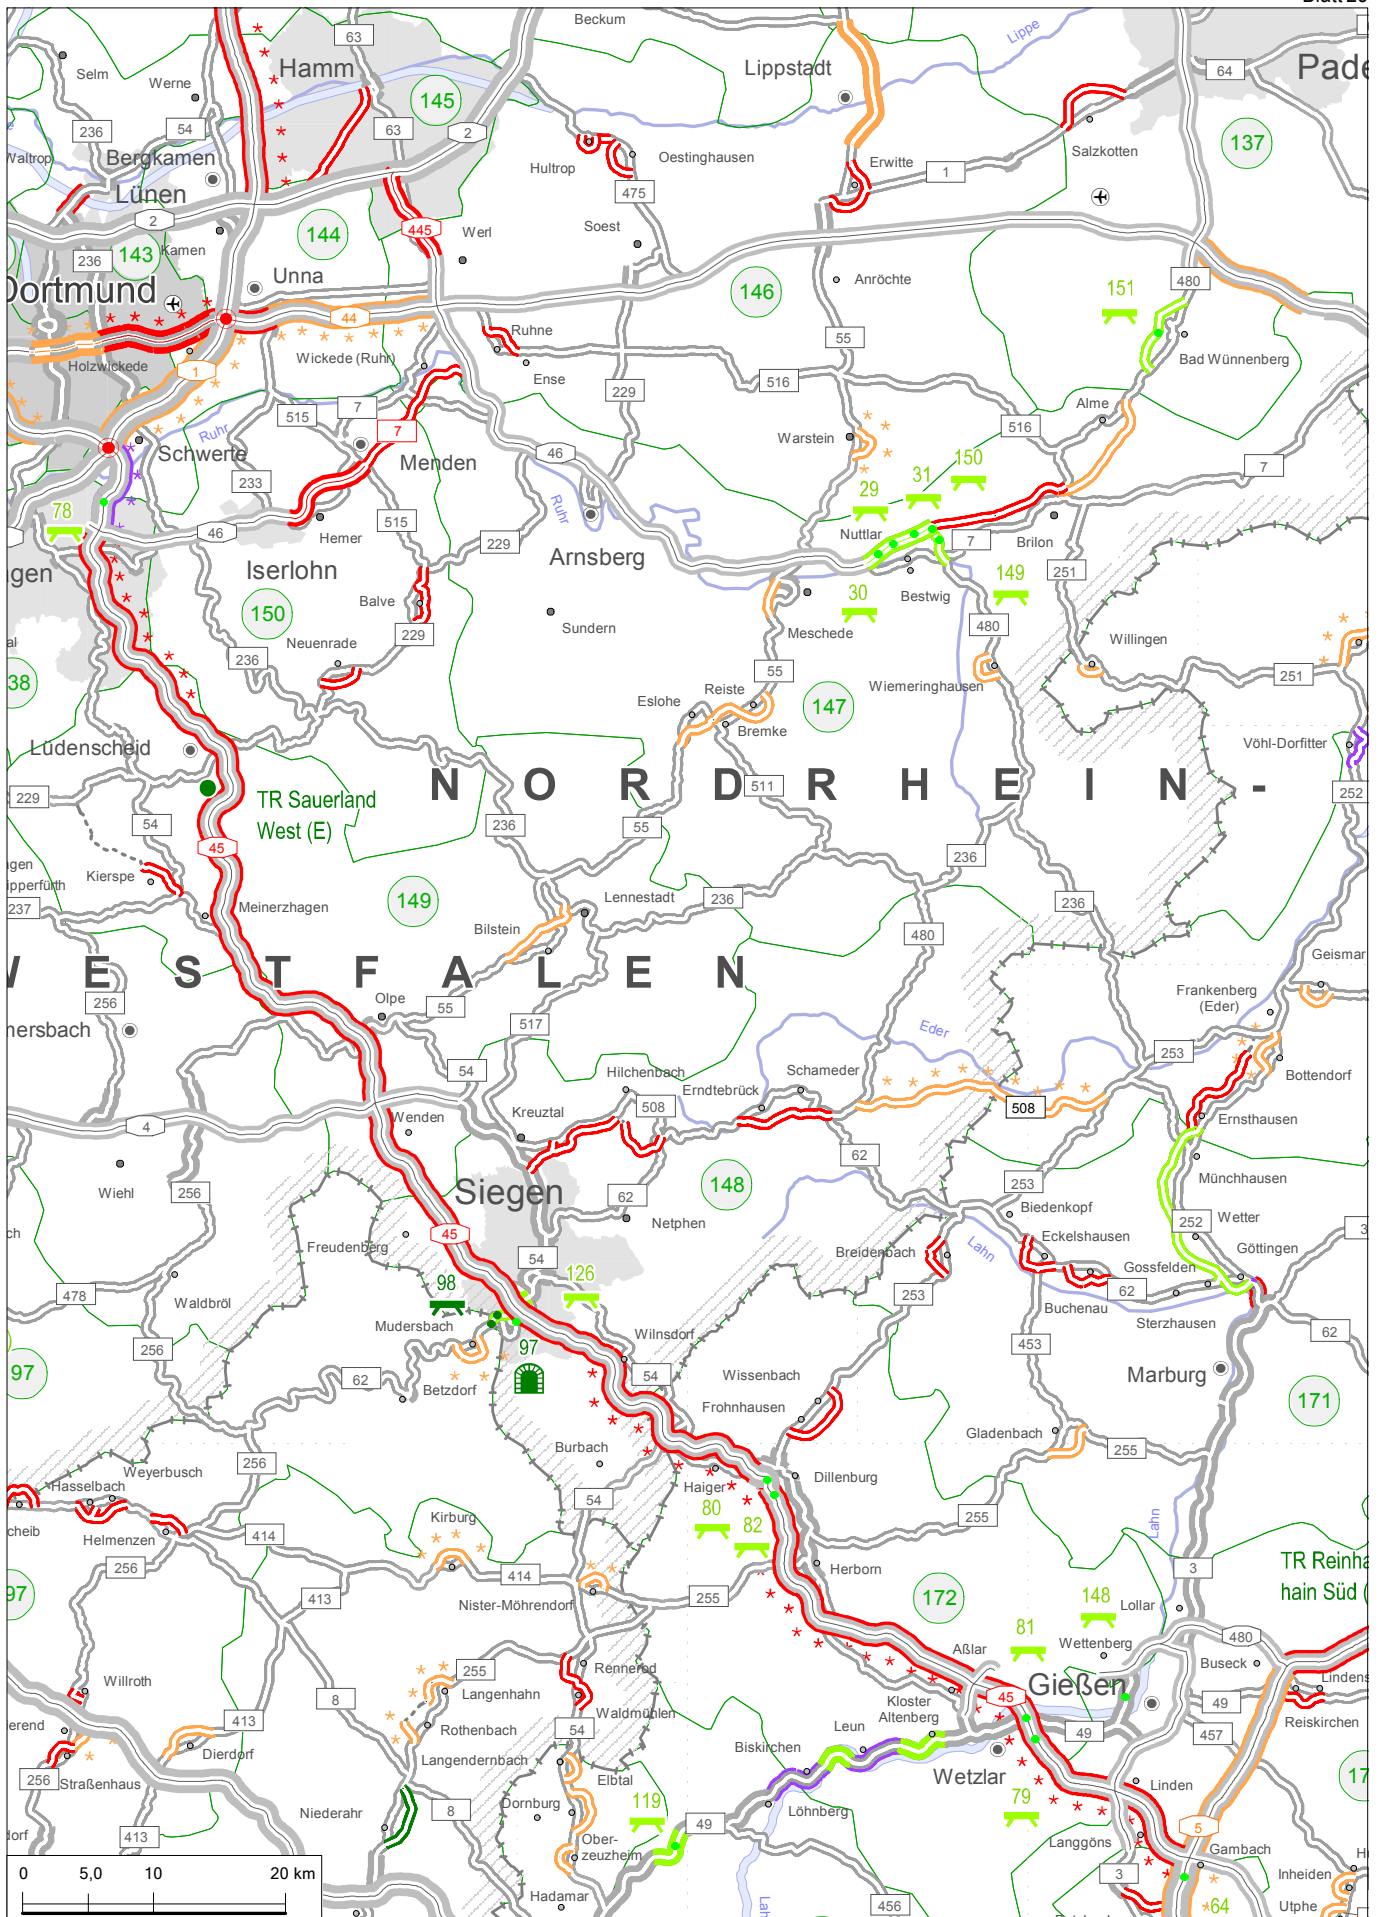 Beckum
63
Hamm
Lippe
Lippstadt
64
Selm
Werne
145
236
54
63
2
137
Bergkamen
Lünen
Hultrop
Oestinghausen
Erwitte
Salzkotten
1
475
Soest
2
445
Werl
144
143
Kamen
236
Unna
146
Anröchte
151
480
Dortmund
44
Ruhne
Wickede (Ruhr)
Holzwickede
1
Ense
55
Bad Wünnenberg
229
516
515
7
Alme
Ruhr
7
Warstein
516
Schwerte
Menden
46
150
7
233
31
29
78
Ruhr
515
46
Hemer
229
Nuttlar
7
Brilon
Arnsberg
Iserlohn
251
Balve
30
Bestwig
149
150
Sundern
Meschede
480
229
Neuenrade
Willingen
236
55
251
Wiemeringhausen
Reiste
Eslohe
147
Bremke
Lüdenscheid
Vöhl-Dorfitter
NORDRHEIN-
TR Sauerland
West (E)
229
511
252
54
236
55
45
236
Kierspe
149
Lennestadt
236
236
237
Meinerzhagen
Bilstein
480
Geismar
WESTFALEN
Frankenberg
(Eder)
256
Olpe
55
517
Eder
253
54
Hilchenbach
Schameder
Erndtebrück
Bottendorf
508
508
Kreuztal
Ernsthausen
4
Wenden
62
148
Wiehl
256
Siegen
253
Münchhausen
62
Netphen
Biedenkopf
252
Wetter
45
Freudenberg
Breidenbach
Lahn
Eckelshausen
Göttingen
54
126
98
Gossfelden
478
Waldbröl
253
62
Buchenau
Sterzhausen
Mudersbach
97
Wilnsdorf
62
256
453
97
Wissenbach
Marburg
62
54
Betzdorf
Frohnhausen
171
Gladenbach
Burbach
255
256
Weyerbusch
Dillenburg
Hasselbach
Haiger
54
80
Kirburg
82
255
Lahn
Helmenzen
414
TR Reinha
hain Süd (
256
414
Herborn
3
413
255
172
148
Nister-Möhrendorf
Lollar
81
Wettenberg
480
Aßlar
Willroth
Rennerod
Buseck
255
Langenhahn
Gießen
8
45
Kloster
Altenberg
49
Waldmühlen
413
Rothenbach
Leun
49
457
Reiskirchen
54
Dierdorf
Langendernbach
Biskirchen
Wetzlar
256
Straßenhaus
Elbtal
Linden
Löhnberg
119
79
Niederahr
8
Dornburg
49
5
Langgöns
413
Ober-
zeuzheim
Gambach
3
Inheiden
0 5,0 10 20 km
Hadamar
456
64
Utphe